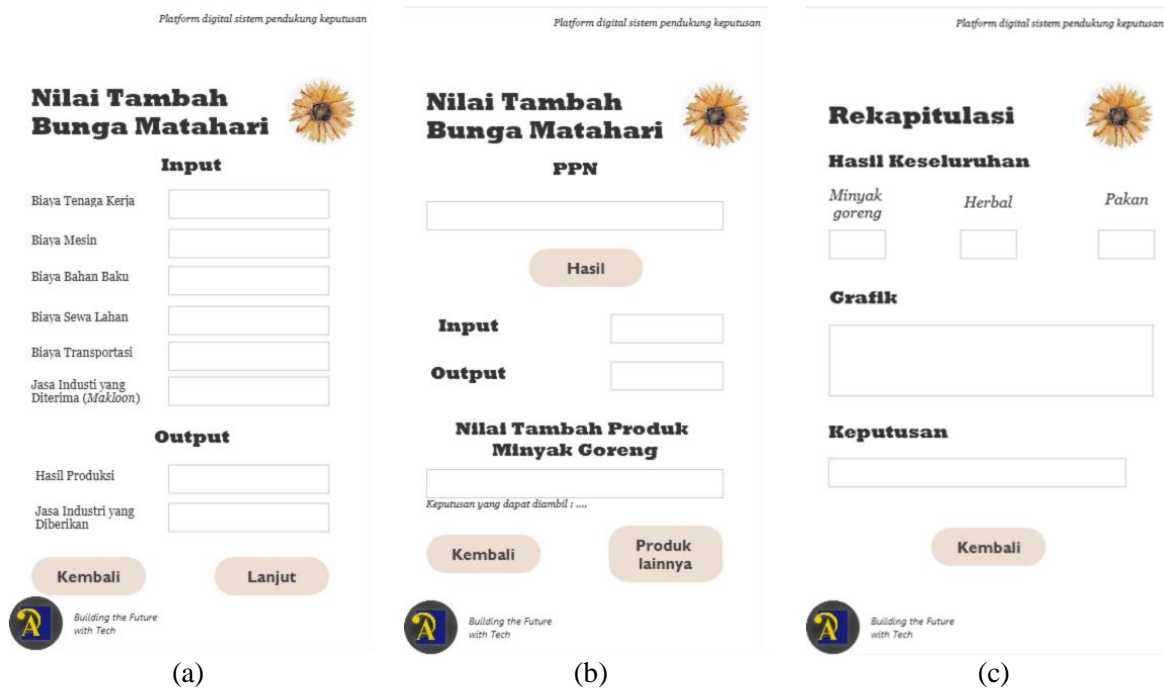 Platform digital sistem pendukung keputusan
Nilai Tambah
Bunga Matahari
Input
Biaya Tenaga Kerja
Biaya Mesin
Biaya Bahan Baku
Biaya Sewa Lahan
Biaya Transportasi
Jasa Industi yang
Diterima (Makloon)
Output
Hasil Produksi
Jasa Industri yang
Diberikan
Kembali
Lanjut
Building the Future
with Tech
(a)
Platform digital sistem pendukung keputusan
Nilai Tambah
Bunga Matahari
PPN
Hasil
Input
Output
Nilai Tambah Produk
Minyak Goreng
Keputusan yang dapat diambil : ....
Kembali
Produk
lainnya
Building the Future
with Tech
(b)
Platform digital sistem pendukung keputusan
Rekapitulasi
Hasil Keseluruhan
Minyak
goreng
Herbal
Pakan
Grafik
Keputusan
Kembali
Building the Future
with Tech
(c)